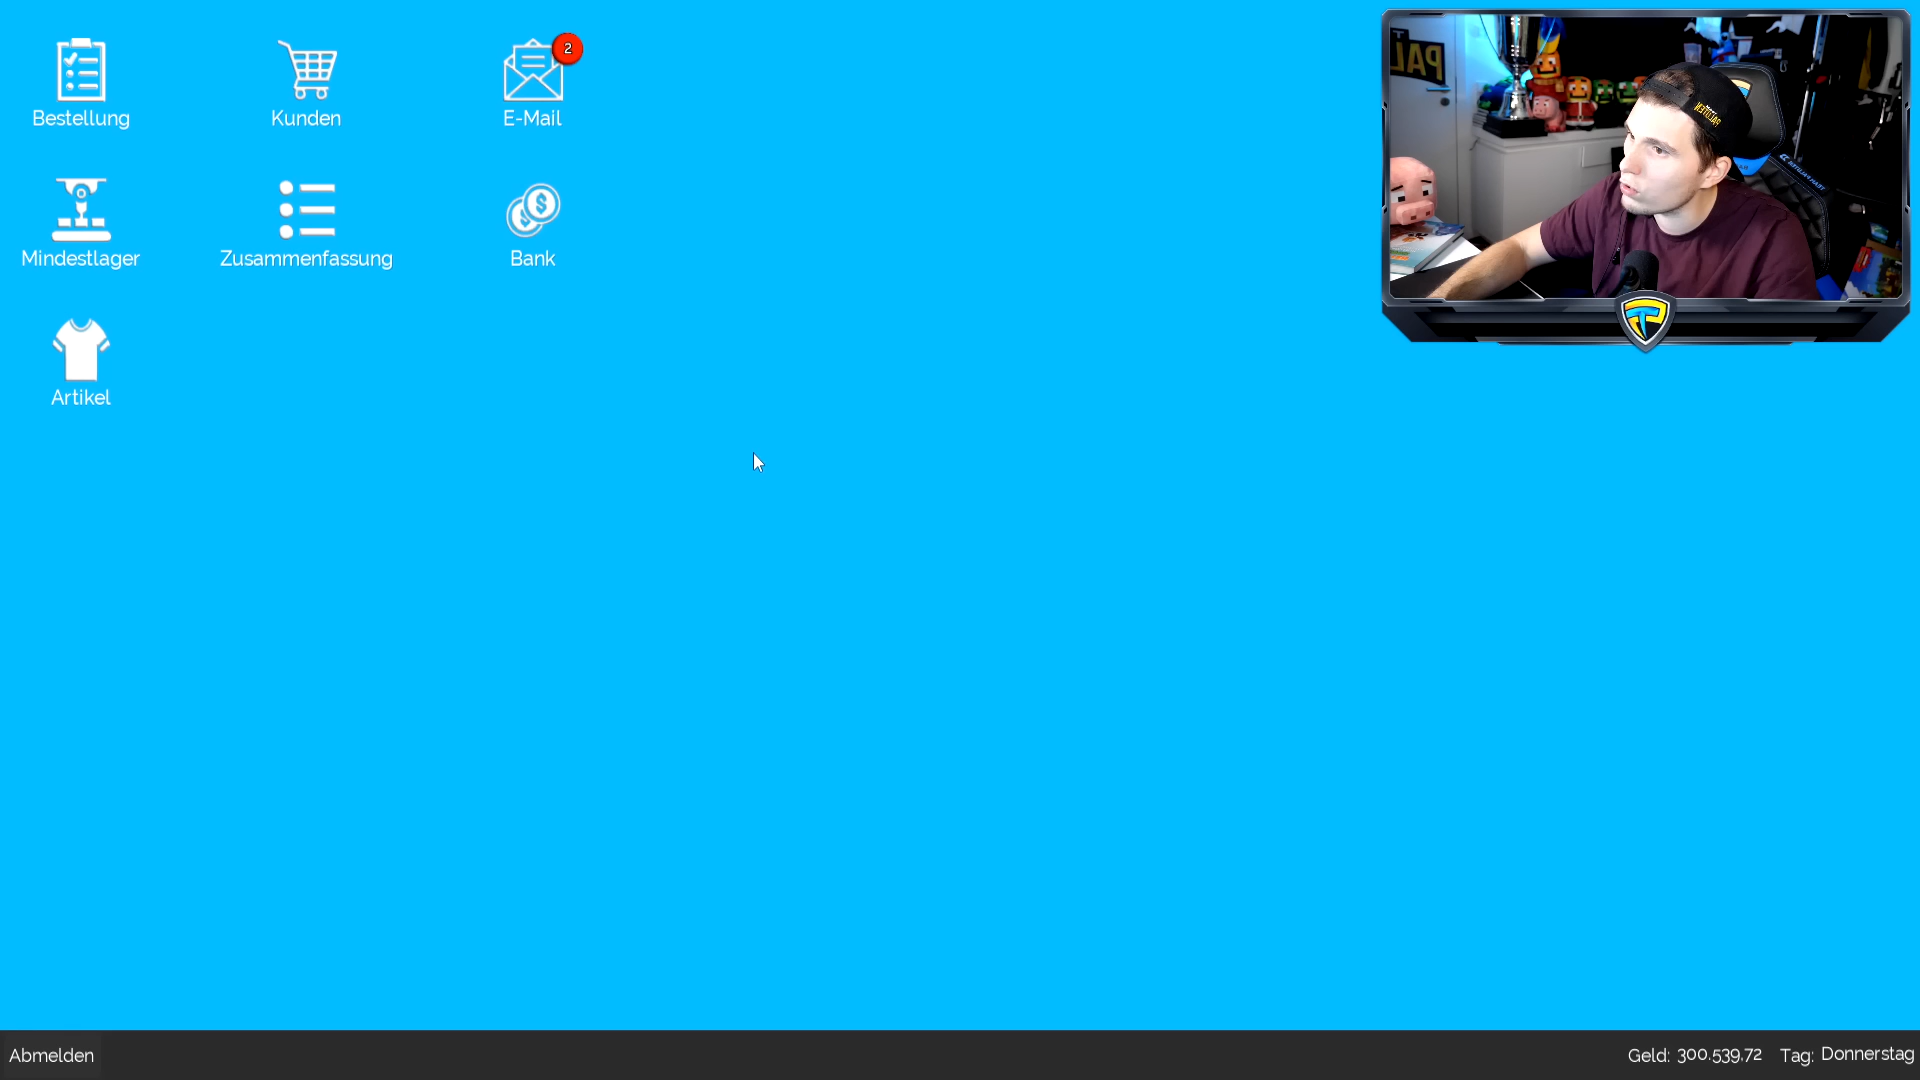 Bestellung
Kunden
E-Mail
2
Mindestlager
Zusammenfassung
Bank
Artikel
Abmelden
Geld: 300.539,72
Tag: Donnerstag